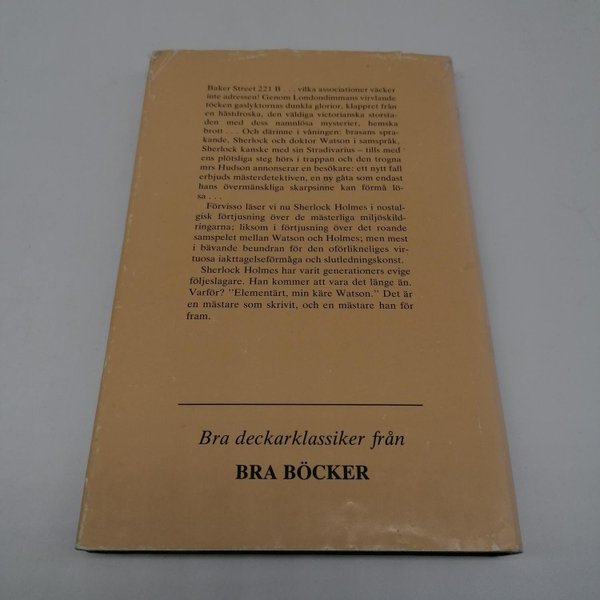 Baker Street 221 B . . . vilka associationer väcker
inte adressen! Genom Londondimmans virvlande
töcken gaslyktornas dunkla glorior, klappret från
en hästdroska, den väldiga victorianska storsta-
den med dess namnlösa mysterier, hemska
brott . . . Och därinne i våningen: brasans spra-
kande, Sherlock och doktor Watson i samspråk,
Sherlock kanske med sin Stradivarius – tills med
ens plötsliga steg hörs i trappan och den trogna
mrs Hudson annonserar en besökare: ett nytt fall
erbjuds mästerdetektiven, en ny gåta som endast
hans övermänskliga skarpsinne kan förmå lö-
sa . . .
Förvisso läser vi nu Sherlock Holmes i nostal-
gisk förtjusning över de mästerliga miljöskild-
ringarna; liksom i förtjusning över det roande
samspelet mellan Watson och Holmes; men mest
i bävande beundran för den oförlikneliges vir-
tuosa iakttagelseförmåga och slutledningskonst.
Sherlock Holmes har varit generationers evige
följeslagare. Han kommer att vara det länge än.
Varför? ”Elementärt, min käre Watson.” Det är
en mästare som skrivit, och en mästare han för
fram.
Bra deckarklassiker från
BRA BÖCKER